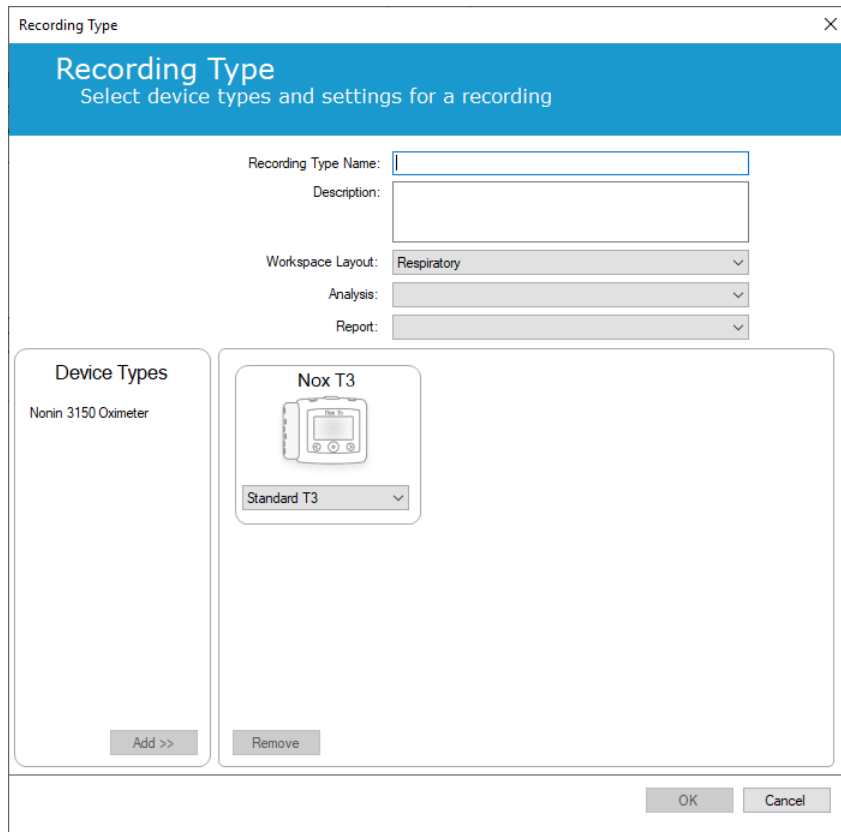 Recording Type
Recording Type
Select device types and settings for a recording
Recording Type Name:
Description:
Workspace Layout: Respiratory
Analysis:
Report:
Device Types
Nonin 3150 Oximeter
Add >>
Nox T3
Standard T3
Remove
OK Cancel